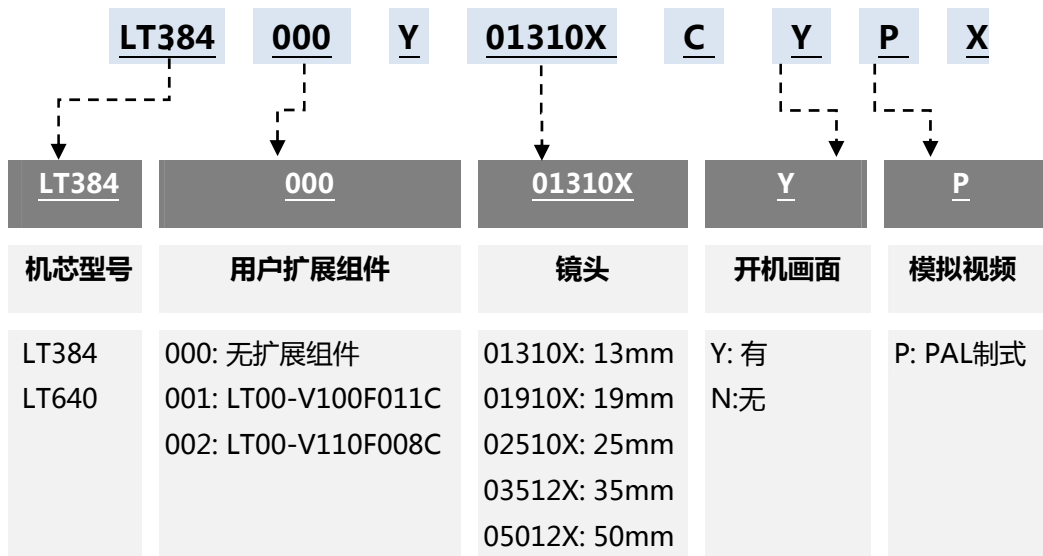 LT384 000 Y 01310X C Y P X
LT384 000 01310X Y P
机芯型号 用户扩展组件 镜头 开机画面 模拟视频
LT384 000: 无扩展组件 01310X: 13mm Y: 有 P: PAL制式
LT640 001: LT00-V100F011C 01910X: 19mm N:无
002: LT00-V110F008C 02510X: 25mm
03512X: 35mm
05012X: 50mm